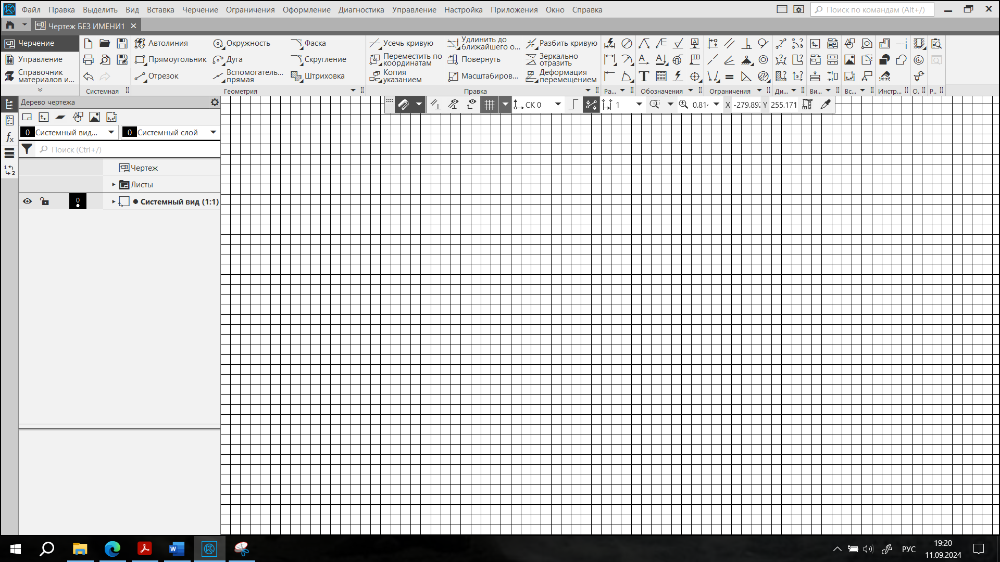 Файл Правка Выделить Вид Вставка Черчение Ограничения Оформление Диагностика Управление Настройка Приложения Окно Справка Поиск по командам (Alt+/)
Чертеж БЕЗ ИМЕНИ1
Черчение
Управление
Справочник
материалов и...
Системная
Автолиния
Прямоугольник
Отрезок
Окружность
Дуга
Вспомогатель...
прямая
Фаска
Скругление
Штриховка
Геометрия
Усечь кривую
Переместить по
координатам
Копия
указанием
Удлинить до
ближайшего о...
Повернуть
Масштабиров...
Разбить кривую
Зеркально
отразить
Деформация
перемещением
Правка
Ра...
Обозначения
Ограничения
Ди...
Ви...
Вс...
Инстр...
О.
Р..
Дерево чертежа
СК 0
1
0.814
X -279.892 Y 255.171
0 Системный вид...
0 Системный слой
Поиск (Ctrl+/)
Чертеж
Листы
0
Системный вид (1:1)
РУС
19:20
11.09.2024